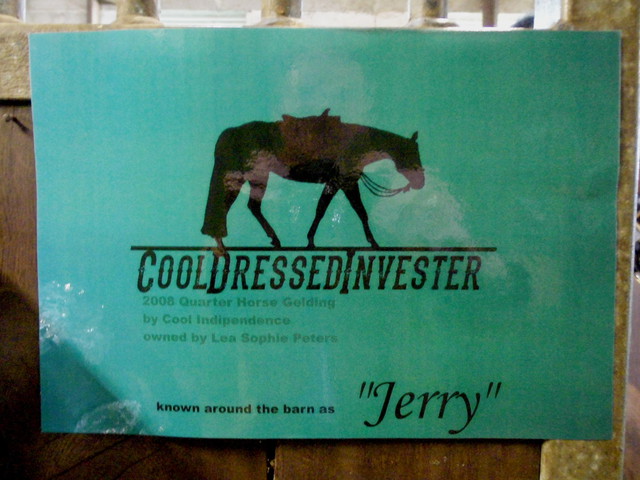 CoolDressedInvester
2008 Quarter Horse Gelding
by Cool Indipendence
owned by Lea Sophie Peters
known around the barn as "Jerry"